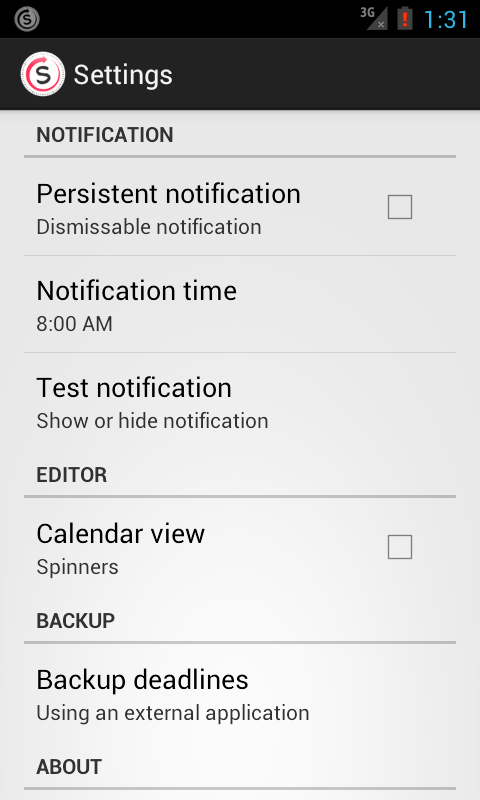 3G 1:31
S Settings
NOTIFICATION
Persistent notification
Dismissable notification
Notification time
8:00 AM
Test notification
Show or hide notification
EDITOR
Calendar view
Spinners
BACKUP
Backup deadlines
Using an external application
ABOUT